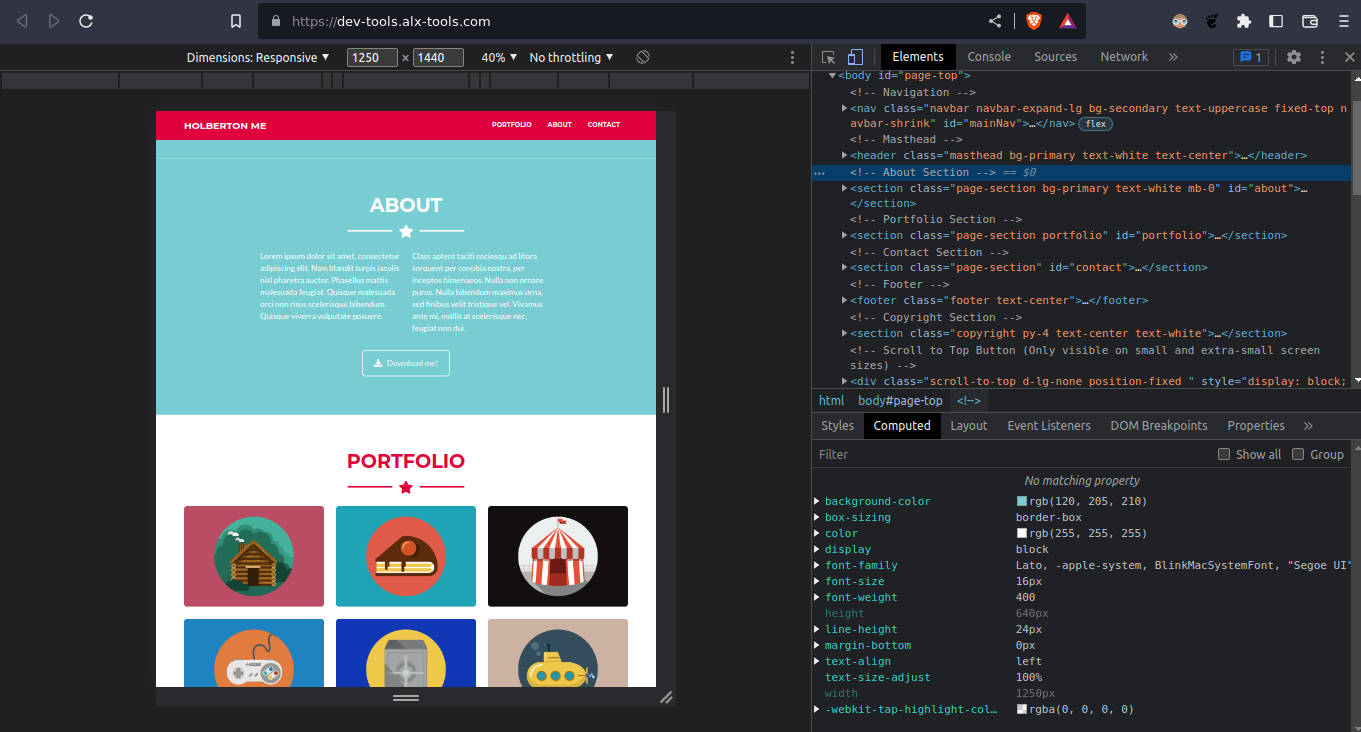 https://dev-tools.alx-tools.com
Dimensions: Responsive ▼ 1250 × 1440 40% ▼ No throttling ▼
Elements Console Sources Network » 1
HOLBERTON ME PORTFOLIO ABOUT CONTACT
ABOUT
Lorem ipsum dolor sit amet, consectetur
adipiscing elit. Nam blandit turpis iaculis
nisl pharetra auctor. Phasellus mattis
malesuada feugiat. Quisque malesuada
orci non risus scelerisque bibendum.
Quisque viverra vulputate posuere.
Class aptent taciti sociosqu ad litora
torquent per conubia nostra, per
inceptos himenaeos. Nulla non ornare
purus. Nulla bibendum maximus urna,
sed finibus velit tristique vel. Vivamus
ante mi, mollis at scelerisque nec,
feugiat non dui.
Download me!
PORTFOLIO
<body id="page-top">
<!-- Navigation -->
<nav class="navbar navbar-expand-lg bg-secondary text-uppercase fixed-top n
avbar-shrink" id="mainNav">…</nav> flex
<!-- Masthead -->
<header class="masthead bg-primary text-white text-center">…</header>
<!-- About Section --> == $0
<section class="page-section bg-primary text-white mb-0" id="about">…
</section>
<!-- Portfolio Section -->
<section class="page-section portfolio" id="portfolio">…</section>
<!-- Contact Section -->
<section class="page-section" id="contact">…</section>
<!-- Footer -->
<footer class="footer text-center">…</footer>
<!-- Copyright Section -->
<section class="copyright py-4 text-center text-white">…</section>
<!-- Scroll to Top Button (Only visible on small and extra-small screen
sizes) -->
<div class="scroll-to-top d-lg-none position-fixed " style="display: block;
html body#page-top <!-->
Styles Computed Layout Event Listeners DOM Breakpoints Properties »
Filter Show all Group
No matching property
background-color rgb(120, 205, 210)
box-sizing border-box
color rgb(255, 255, 255)
display block
font-family Lato, -apple-system, BlinkMacSystemFont, "Segoe UI"
font-size 16px
font-weight 400
height 640px
line-height 24px
margin-bottom 0px
text-align left
text-size-adjust 100%
width 1250px
-webkit-tap-highlight-col… rgba(0, 0, 0, 0)